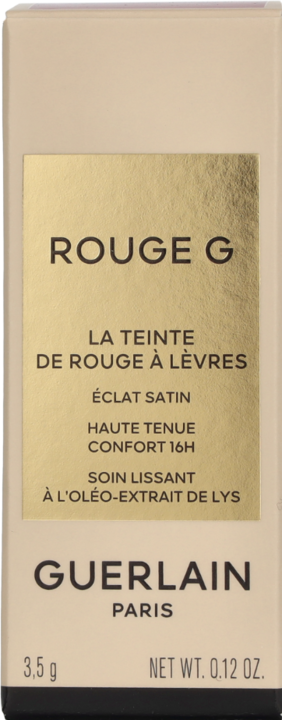 ROUGE G
LA TEINTE
DE ROUGE À LÈVRES
ÉCLAT SATIN
HAUTE TENUE
CONFORT 16H
SOIN LISSANT
À L'OLÉO-EXTRAIT DE LYS
GUERLAIN
PARIS
3,5 g NET WT. 0.12 OZ.